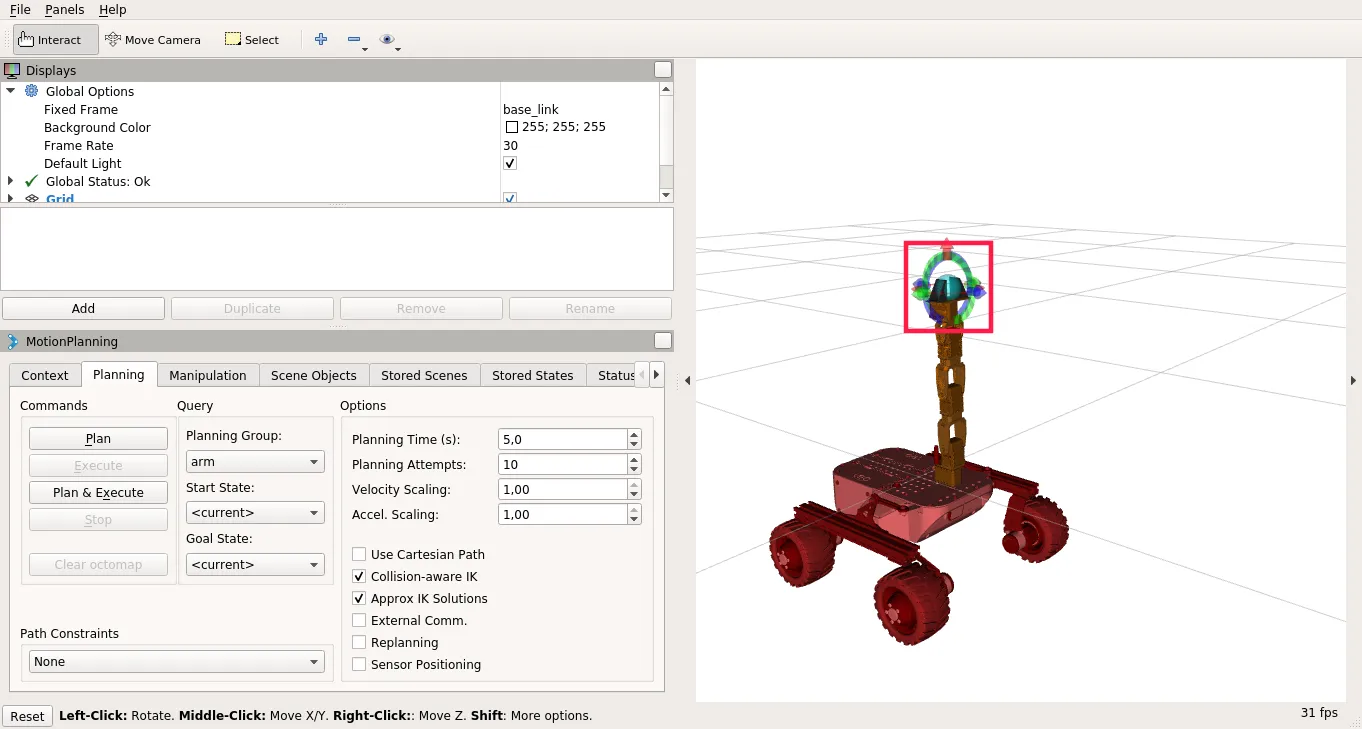 File Panels Help
Interact Move Camera Select
Displays
Global Options
Fixed Frame base_link
Background Color 255; 255; 255
Frame Rate 30
Default Light
Global Status: Ok
Grid
Add Duplicate Remove Rename
MotionPlanning
Context Planning Manipulation Scene Objects Stored Scenes Stored States Status
Commands Query Options
Plan
Execute
Plan & Execute
Stop
Clear octomap
Planning Group:
arm
Start State:
<current>
Goal State:
<current>
Planning Time (s): 5,0
Planning Attempts: 10
Velocity Scaling: 1,00
Accel. Scaling: 1,00
Use Cartesian Path
Collision-aware IK
Approx IK Solutions
External Comm.
Replanning
Sensor Positioning
Path Constraints
None
Reset Left-Click: Rotate. Middle-Click: Move X/Y. Right-Click:: Move Z. Shift: More options.
31 fps